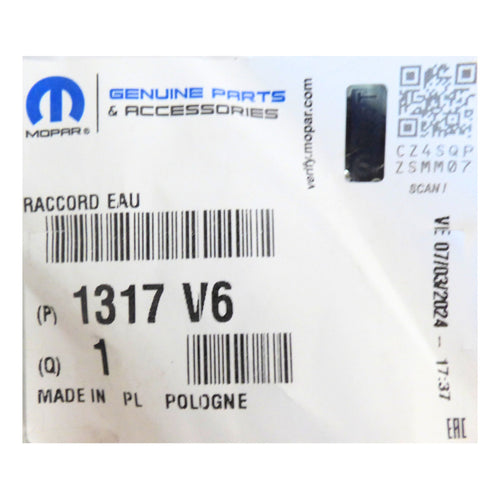 MOPAR®
GENUINE PARTS
& ACCESSORIES
verify.mopar.com
CZ4SQP
ZSMM07
SCAN!
RACCORD EAU
(P) 1317 V6
(Q) 1
MADE IN PL POLOGNE
VE 07/03/2024 -- 17:37
EAC